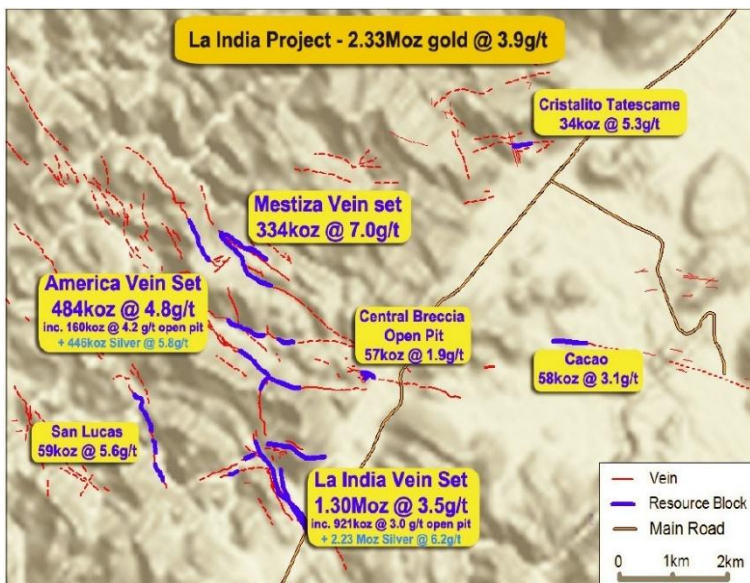 La India Project - 2.33Moz gold @ 3.9g/t
Cristalito Tatescame
34koz @ 5.3g/t
Mestiza Vein set
334koz @ 7.0g/t
America Vein Set
484koz @ 4.8g/t
inc. 160koz @ 4.2 g/t open pit
+ 446koz Silver @ 5.8g/t
Central Breccia
Open Pit
57koz @ 1.9g/t
Cacao
58koz @ 3.1g/t
San Lucas
59koz @ 5.6g/t
La India Vein Set
1.30Moz @ 3.5g/t
inc. 921koz @ 3.0 g/t open pit
+ 2.23 Moz Silver @ 6.2g/t
Vein
Resource Block
Main Road
0 1km 2km